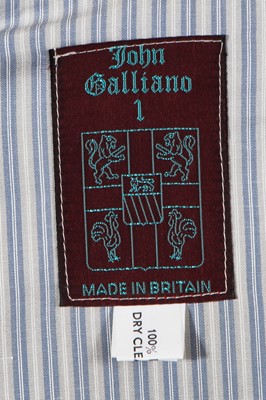 John
Galliano
1
MADE IN BRITAIN
100%
DRY CLE